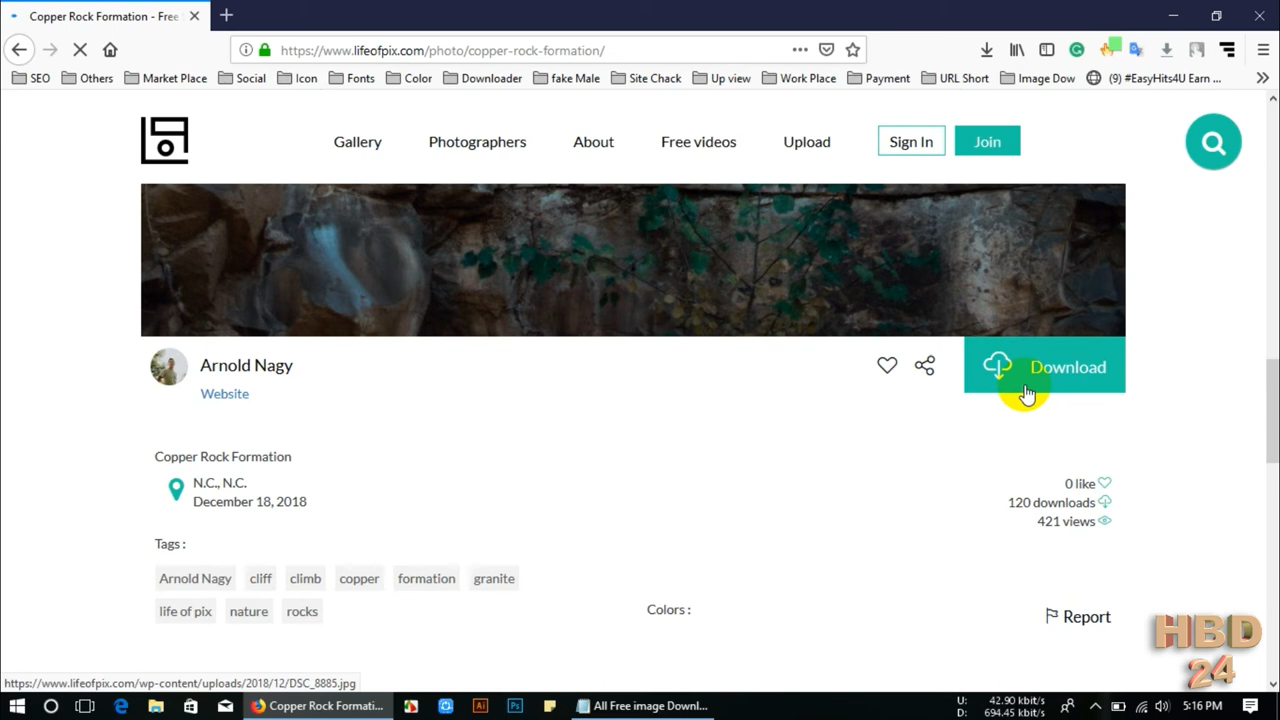 Copper Rock Formation - Free
https://www.lifeofpix.com/photo/copper-rock-formation/
SEO Others Market Place Social Icon Fonts Color Downloader fake Male Site Chack Up view Work Place Payment URL Short Image Dow (9) #EasyHits4U Earn ...
Gallery Photographers About Free videos Upload Sign In Join
Arnold Nagy
Website
Download
Copper Rock Formation
N.C., N.C.
December 18, 2018
0 like
120 downloads
421 views
Tags :
Arnold Nagy cliff climb copper formation granite
life of pix nature rocks
Colors :
Report
HBD
24
https://www.lifeofpix.com/wp-content/uploads/2018/12/DSC_8885.jpg
Copper Rock Formati...
Ai
Ps
All Free image Downl...
U: 42.90 kbit/s
D: 694.45 kbit/s
5:16 PM